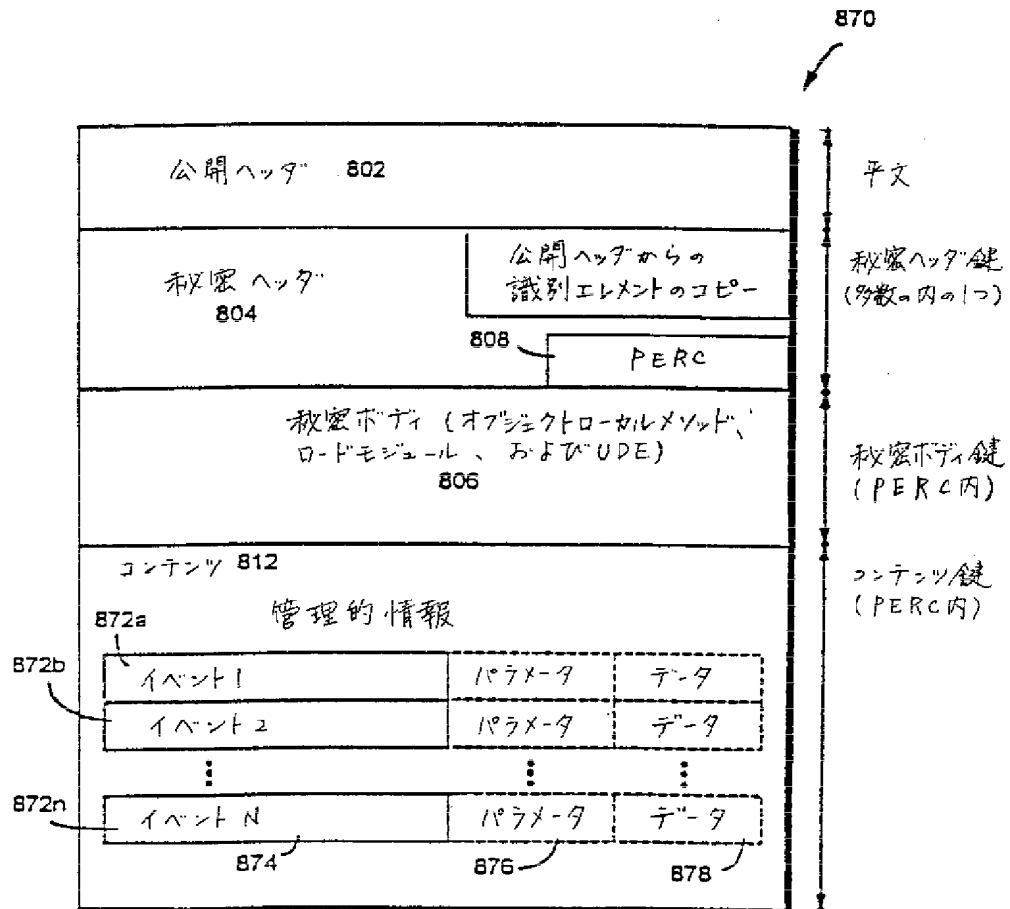 870
公開ヘッダ 802
平文
秘密ヘッダ
804
公開ヘッダからの
識別エレメントのコピー
秘密ヘッダ鍵
(多数の内の1つ)
808
PERC
秘密ボディ (オブジェクトローカルメソッド、
ロードモジュール、およびUDE)
806
秘密ボディ鍵
(PERC内)
コンテンツ 812
コンテンツ鍵
(PERC内)
管理的情報
872a
872b
イベント1 パラメータ データ
イベント2 パラメータ データ
872n
イベントN パラメータ データ
874
876
878